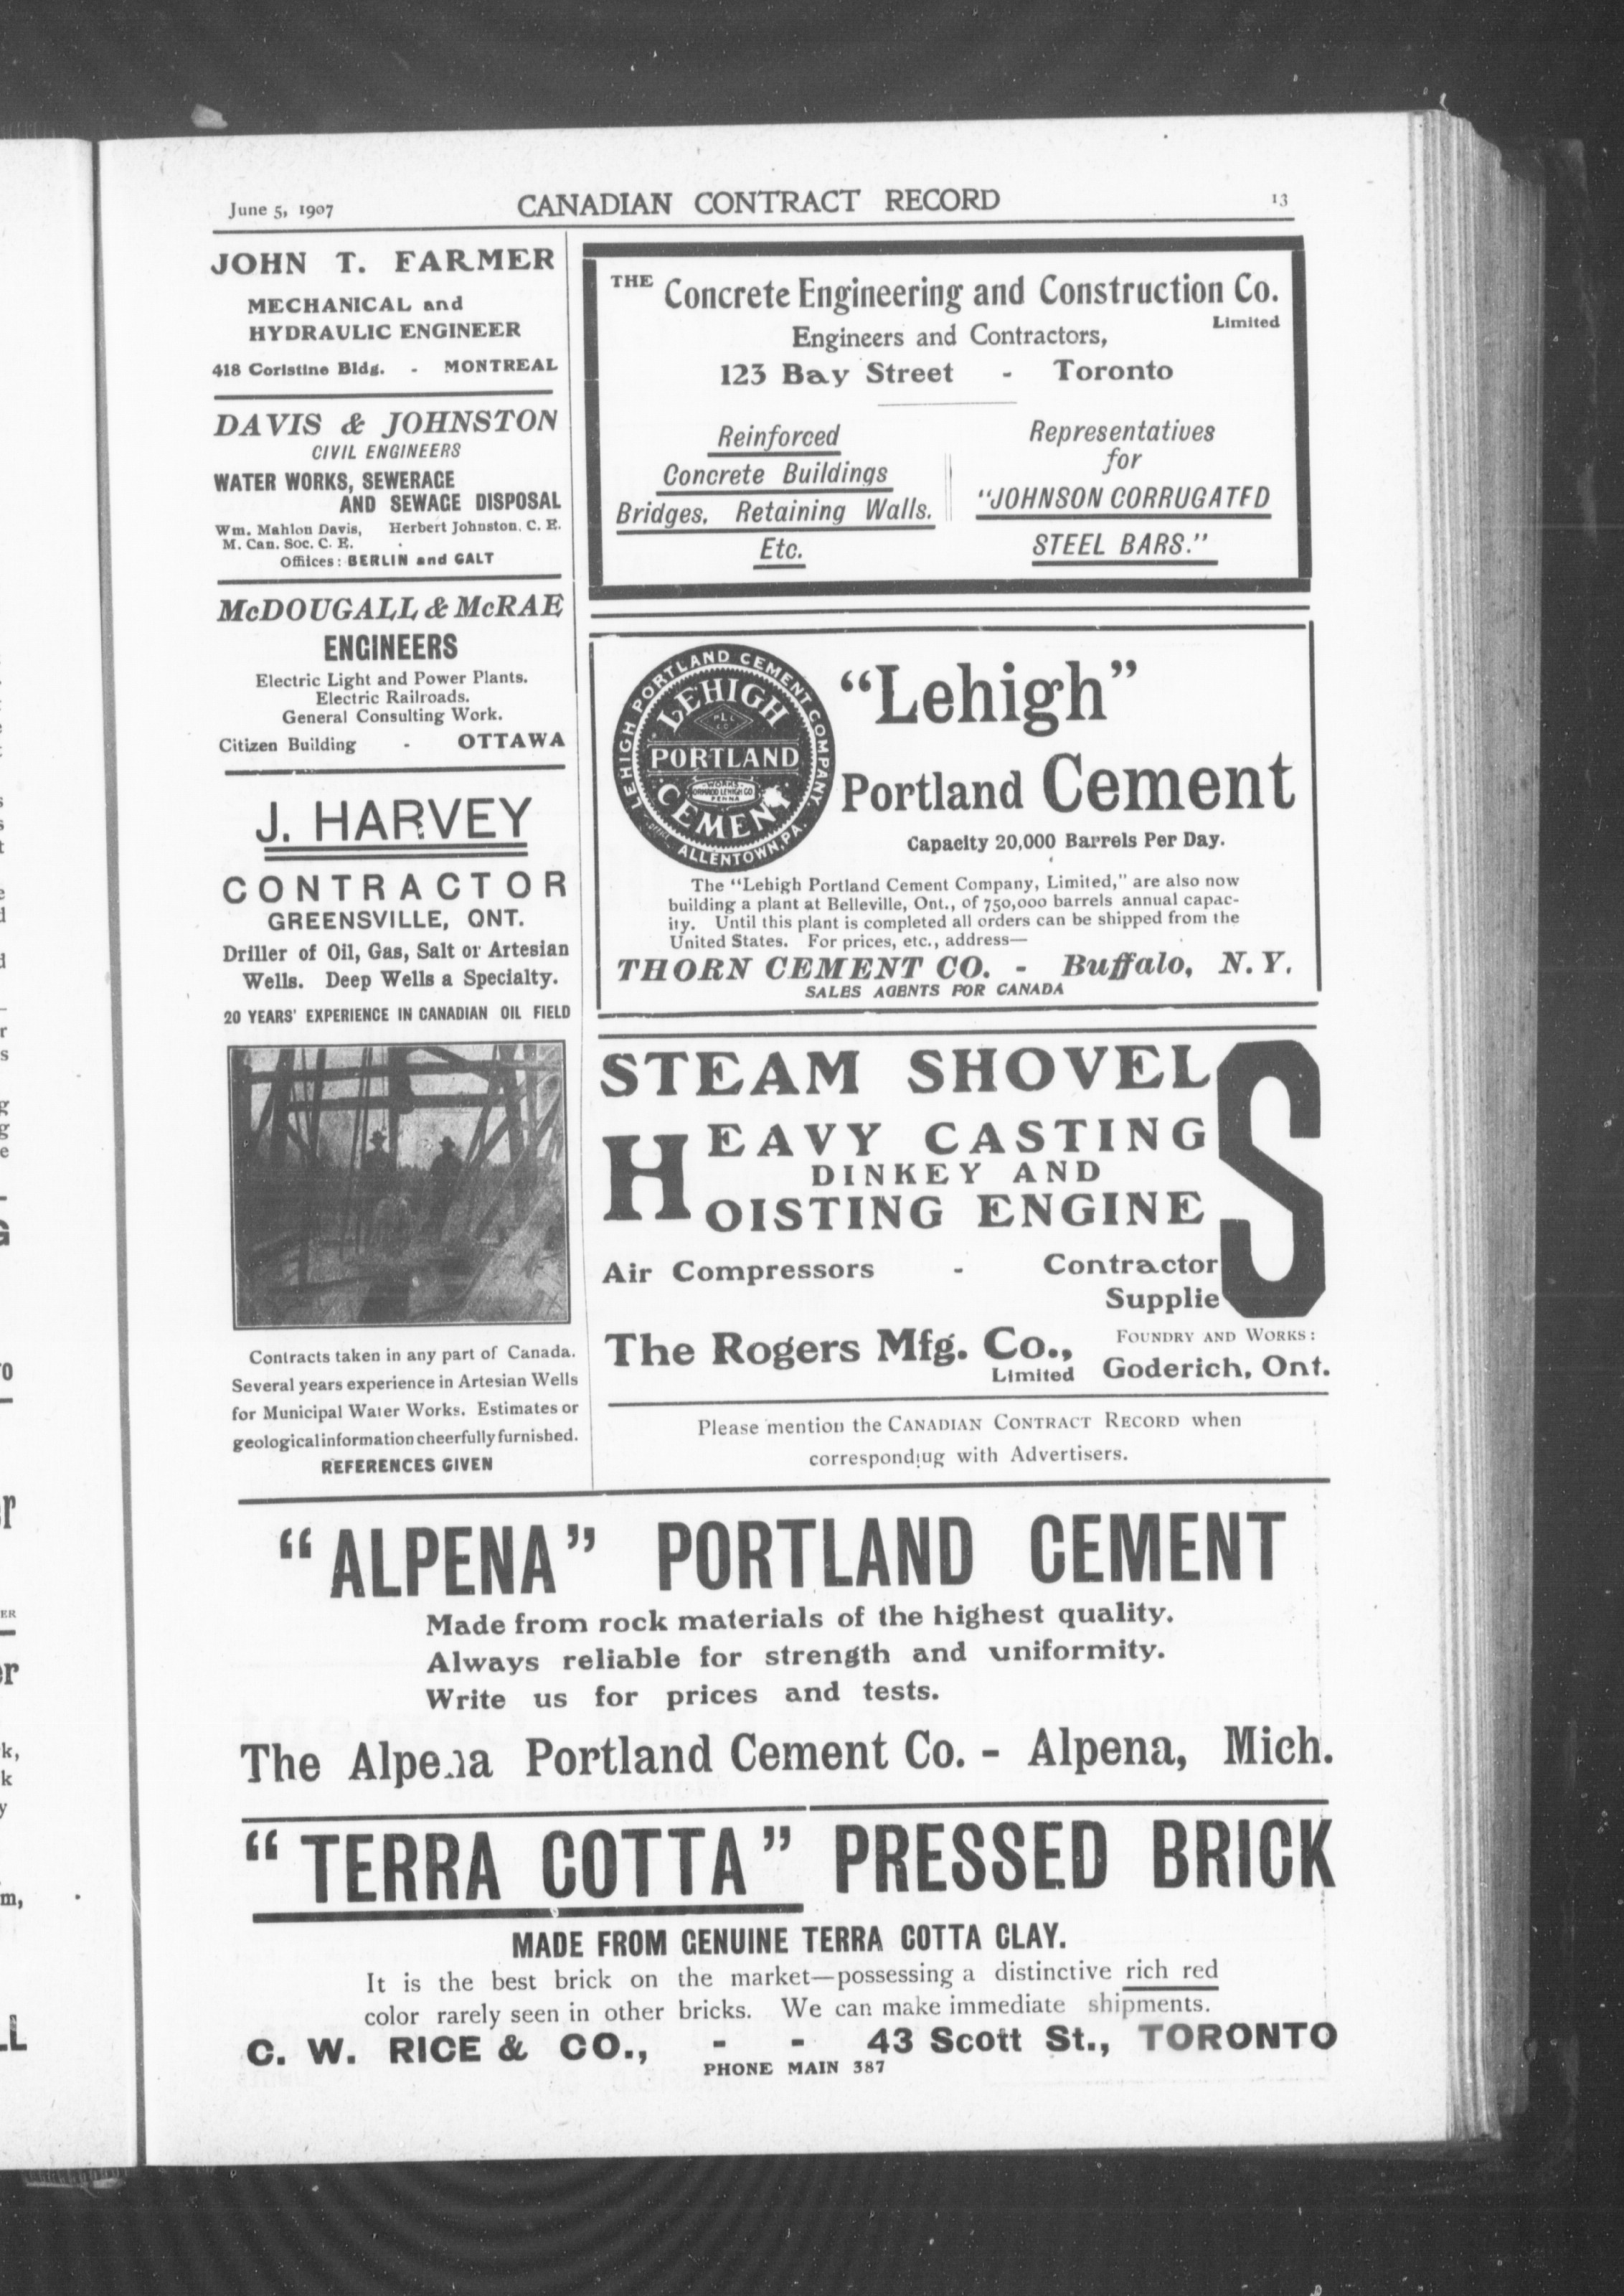 June 5, 1907 CANADIAN CONTRACT RECORD 13
JOHN T. FARMER
MECHANICAL and
HYDRAULIC ENGINEER
418 Coristine Bldg. - MONTREAL
DAVIS & JOHNSTON
CIVIL ENGINEERS
WATER WORKS, SEWERAGE
AND SEWAGE DISPOSAL
Wm. Mahlon Davis, Herbert Johnston, C. E.
M. Can. Soc. C. E.
Offices: BERLIN and GALT
McDOUGALL & McRAE
ENGINEERS
Electric Light and Power Plants.
Electric Railroads.
General Consulting Work.
Citizen Building - OTTAWA
J. HARVEY
CONTRACTOR
GREENSVILLE, ONT.
Driller of Oil, Gas, Salt or Artesian
Wells. Deep Wells a Specialty.
20 YEARS' EXPERIENCE IN CANADIAN OIL FIELD
Contracts taken in any part of Canada.
Several years experience in Artesian Wells
for Municipal Water Works. Estimates or
geological information cheerfully furnished.
REFERENCES GIVEN
THE Concrete Engineering and Construction Co.
Limited
Engineers and Contractors,
123 Bay Street - Toronto
Reinforced
Concrete Buildings
Bridges, Retaining Walls.
Etc.
Representatives
for
"JOHNSON CORRUGATED
STEEL BARS."
LEHIGH PORTLAND CEMENT COMPANY.
ALLENTOWN, PA.
LEHIGH
PORTLAND
WORKS
PENNA
CEMENT
"Lehigh"
Portland Cement
Capacity 20,000 Barrels Per Day.
The "Lehigh Portland Cement Company, Limited," are also now
building a plant at Belleville, Ont., of 750,000 barrels annual capac-
ity. Until this plant is completed all orders can be shipped from the
United States. For prices, etc., address—
THORN CEMENT CO. - Buffalo, N. Y.
SALES AGENTS FOR CANADA
STEAM SHOVELS
HEAVY CASTINGS
DINKEY AND
HOISTING ENGINES
Air Compressors - Contractors
Supplies
The Rogers Mfg. Co.,
Limited
FOUNDRY AND WORKS:
Goderich, Ont.
Please mention the CANADIAN CONTRACT RECORD when
correspondiug with Advertisers.
"ALPENA" PORTLAND CEMENT
Made from rock materials of the highest quality.
Always reliable for strength and uniformity.
Write us for prices and tests.
The Alpena Portland Cement Co. - Alpena, Mich.
"TERRA COTTA" PRESSED BRICK
MADE FROM GENUINE TERRA COTTA CLAY.
It is the best brick on the market—possessing a distinctive rich red
color rarely seen in other bricks. We can make immediate shipments.
C. W. RICE & CO., - - 43 Scott St., TORONTO
PHONE MAIN 387